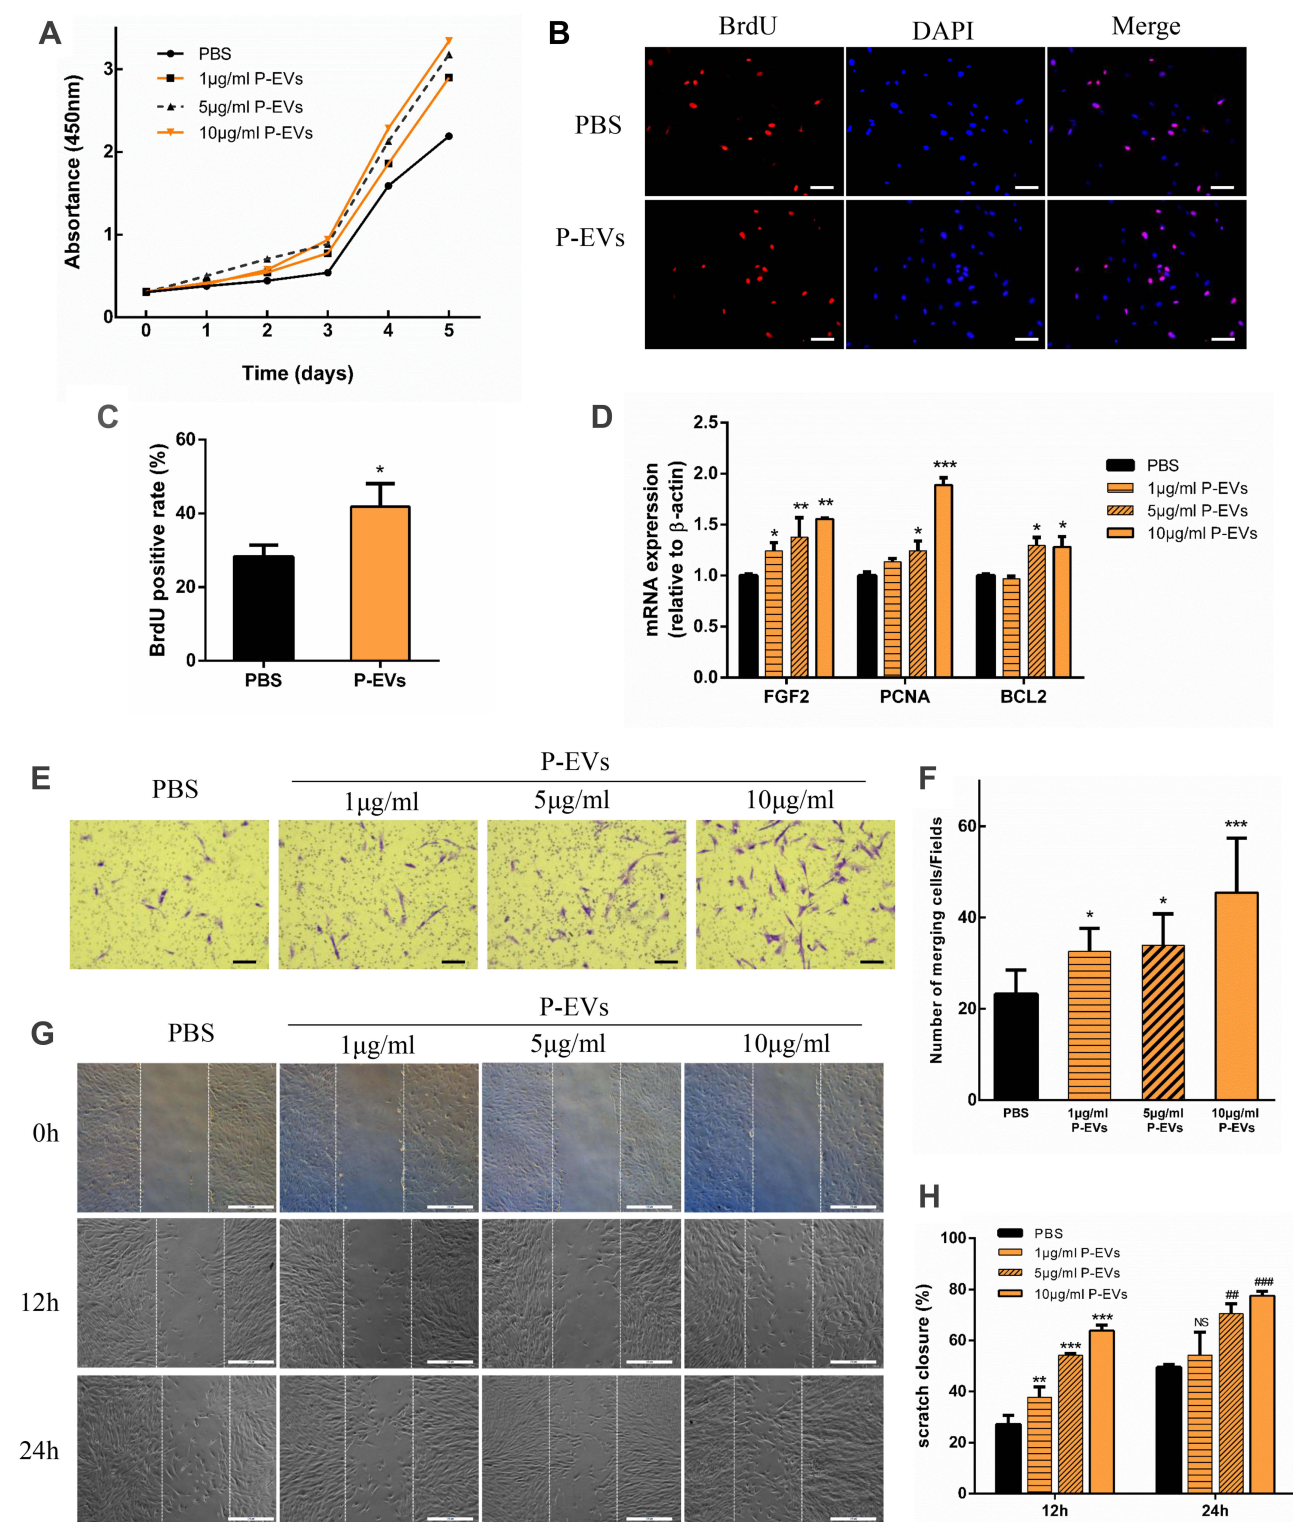 A
PBS
1µg/ml P-EVs
5µg/ml P-EVs
10µg/ml P-EVs
Absortance (450nm)
3
2
1
0
0 1 2 3 4 5
Time (days)
B
BrdU DAPI Merge
PBS
P-EVs
C
BrdU positive rate (%)
60
40
20
0
*
PBS P-EVs
D
mRNA experssion
(relative to β-actin)
2.5
2.0
1.5
1.0
0.5
0.0
* ** **
* ***
* *
FGF2 PCNA BCL2
PBS
1µg/ml P-EVs
5µg/ml P-EVs
10µg/ml P-EVs
E
PBS
P-EVs
1µg/ml 5µg/ml 10µg/ml
F
Number of merging cells/Fields
60
40
20
0
* * ***
PBS 1µg/ml 5µg/ml 10µg/ml
P-EVs P-EVs P-EVs
G
PBS
P-EVs
1µg/ml 5µg/ml 10µg/ml
0h
12h
24h
H
PBS
1µg/ml P-EVs
5µg/ml P-EVs
10µg/ml P-EVs
scratch closure (%)
100
80
60
40
20
0
** *** ***
NS ## ###
12h 24h